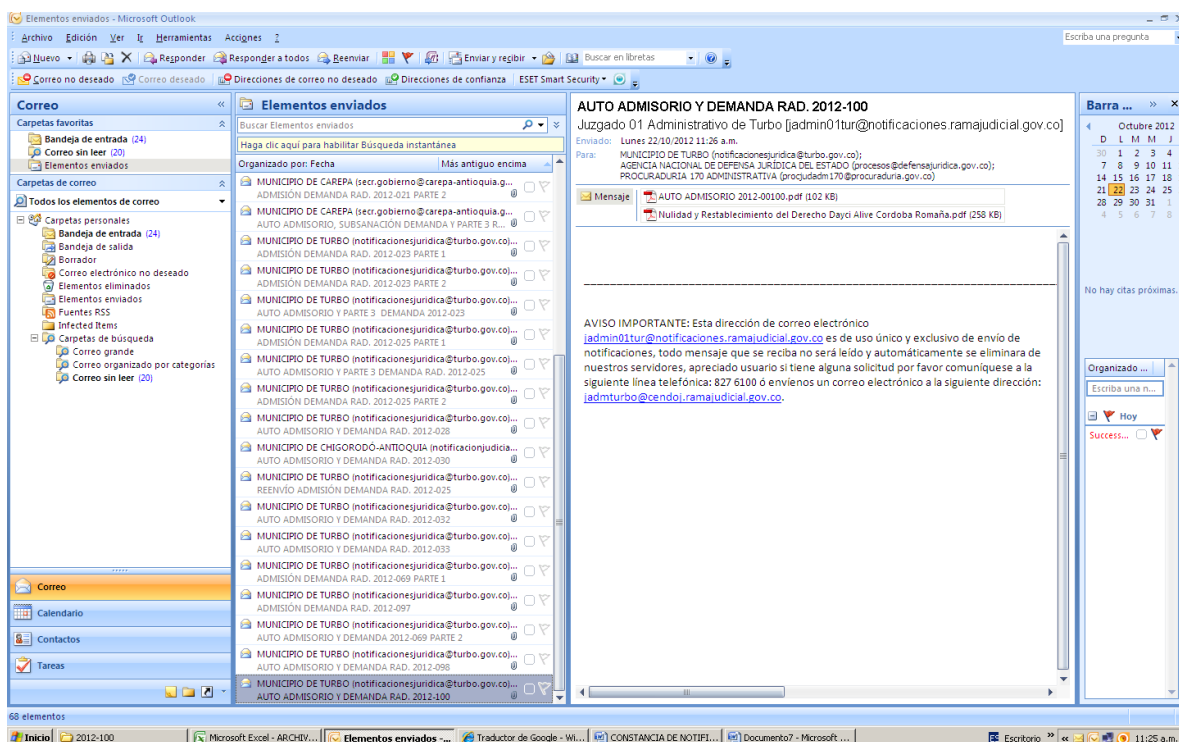 Elementos enviados - Microsoft Outlook
Archivo Edición Ver Ir Herramientas Acciones ?
Escriba una pregunta
Nuevo Responder Responder a todos Reenviar Enviar y recibir Buscar en libretas
Correo no deseado Correo deseado Direcciones de correo no deseado Direcciones de confianza ESET Smart Security
Correo
Carpetas favoritas
Bandeja de entrada (24)
Correo sin leer (20)
Elementos enviados
Carpetas de correo
Todos los elementos de correo
Carpetas personales
Bandeja de entrada (24)
Bandeja de salida
Borrador
Correo electrónico no deseado
Elementos eliminados
Elementos enviados
Fuentes RSS
Infected Items
Carpetas de búsqueda
Correo grande
Correo organizado por categorías
Correo sin leer (20)
Correo
Calendario
Contactos
Tareas
Elementos enviados
Buscar Elementos enviados
Haga clic aquí para habilitar Búsqueda instantánea
Organizado por: Fecha Más antiguo encima
MUNICIPIO DE CAREPA (secr.gobierno@carepa-antioquia.g...
ADMISIÓN DEMANDA RAD. 2012-021 PARTE 2
MUNICIPIO DE CAREPA (secr.gobierno@carepa-antioquia.g...
AUTO ADMISORIO, SUBSANACIÓN DEMANDA Y PARTE 3 R...
MUNICIPIO DE TURBO (notificacionesjuridica@turbo.gov.co)...
ADMISIÓN DEMANDA RAD. 2012-023 PARTE 1
MUNICIPIO DE TURBO (notificacionesjuridica@turbo.gov.co)...
ADMISIÓN DEMANDA RAD. 2012-023 PARTE 2
MUNICIPIO DE TURBO (notificacionesjuridica@turbo.gov.co)...
AUTO ADMISORIO Y PARTE 3 DEMANDA 2012-023
MUNICIPIO DE TURBO (notificacionesjuridica@turbo.gov.co)...
ADMISIÓN DEMANDA RAD. 2012-025 PARTE 1
MUNICIPIO DE TURBO (notificacionesjuridica@turbo.gov.co)...
AUTO ADMISORIO Y PARTE 3 DEMANDA RAD. 2012-025
MUNICIPIO DE TURBO (notificacionesjuridica@turbo.gov.co)...
ADMISIÓN DEMANDA RAD. 2012-025 PARTE 2
MUNICIPIO DE TURBO (notificacionesjuridica@turbo.gov.co)...
AUTO ADMISORIO Y DEMANDA RAD. 2012-028
MUNICIPIO DE CHIGORODÓ-ANTIOQUIA (notificacionjudicia...
AUTO ADMISORIO Y DEMANDA RAD. 2012-030
MUNICIPIO DE TURBO (notificacionesjuridica@turbo.gov.co)...
REENVÍO ADMISIÓN DEMANDA RAD. 2012-025
MUNICIPIO DE TURBO (notificacionesjuridica@turbo.gov.co)...
AUTO ADMISORIO Y DEMANDA RAD. 2012-032
MUNICIPIO DE TURBO (notificacionesjuridica@turbo.gov.co)...
AUTO ADMISORIO Y DEMANDA RAD. 2012-033
MUNICIPIO DE TURBO (notificacionesjuridica@turbo.gov.co)...
ADMISIÓN DEMANDA RAD. 2012-069 PARTE 1
MUNICIPIO DE TURBO (notificacionesjuridica@turbo.gov.co)...
ADMISIÓN DEMANDA RAD. 2012-097
MUNICIPIO DE TURBO (notificacionesjuridica@turbo.gov.co)...
AUTO ADMISORIO Y DEMANDA 2012-069 PARTE 2
MUNICIPIO DE TURBO (notificacionesjuridica@turbo.gov.co)...
AUTO ADMISORIO Y DEMANDA RAD. 2012-098
MUNICIPIO DE TURBO (notificacionesjuridica@turbo.gov.co)...
AUTO ADMISORIO Y DEMANDA RAD. 2012-100
AUTO ADMISORIO Y DEMANDA RAD. 2012-100
Juzgado 01 Administrativo de Turbo [jadmin01tur@notificaciones.ramajudicial.gov.co]
Enviado: Lunes 22/10/2012 11:26 a.m.
Para: MUNICIPIO DE TURBO (notificacionesjuridica@turbo.gov.co);
AGENCIA NACIONAL DE DEFENSA JURÍDICA DEL ESTADO (procesos@defensajuridica.gov.co);
PROCURADURIA 170 ADMINISTRATIVA (procjudadm170@procuraduria.gov.co)
Mensaje AUTO ADMISORIO 2012-00100.pdf (102 KB)
Nulidad y Restablecimiento del Derecho Dayci Alive Cordoba Romaña.pdf (258 KB)
AVISO IMPORTANTE: Esta dirección de correo electrónico
jadmin01tur@notificaciones.ramajudicial.gov.co es de uso único y exclusivo de envío de
notificaciones, todo mensaje que se reciba no será leído y automáticamente se eliminara de
nuestros servidores, apreciado usuario si tiene alguna solicitud por favor comuníquese a la
siguiente línea telefónica: 827 6100 ó envíenos un correo electrónico a la siguiente dirección:
jadmturbo@cendoj.ramajudicial.gov.co.
Barra ...
Octubre 2012
D L M M J
30 1 2 3 4
7 8 9 10 11
14 15 16 17 18
21 22 23 24 25
28 29 30 31 1
4 5 6 7 8
No hay citas próximas.
Organizado ...
Escriba una n...
Hoy
Success...
68 elementos
Inicio 2012-100 Microsoft Excel - ARCHIV... Elementos enviados -... Traductor de Google - Wi... CONSTANCIA DE NOTIFI... Documento7 - Microsoft ... Escritorio 11:25 a.m.